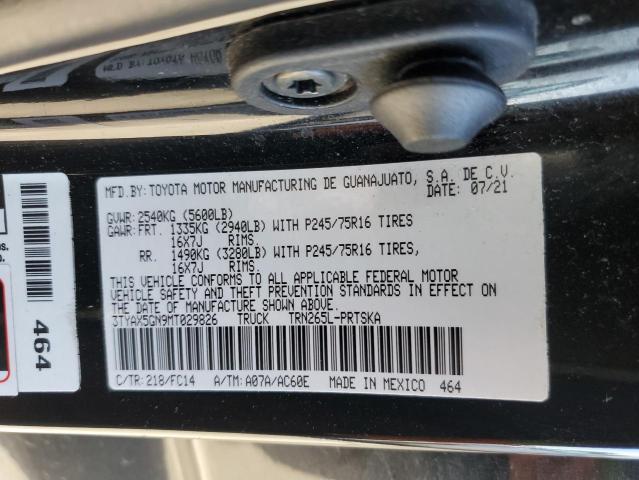 MFD.BY: TOYOTA MOTOR MANUFACTURING DE GUANAJUATO, S.A. DE C.V.
DATE: 07/21
GVWR: 2540KG (5600LB)
GAWR: FRT. 1335KG (2940LB) WITH P245/75R16 TIRES
16X7J RIMS.
RR. 1490KG (3280LB) WITH P245/75R16 TIRES,
16X7J RIMS.
THIS VEHICLE CONFORMS TO ALL APPLICABLE FEDERAL MOTOR
VEHICLE SAFETY AND THEFT PREVENTION STANDARDS IN EFFECT ON
THE DATE OF MANUFACTURE SHOWN ABOVE.
3TYAX5GN9MT029826 TRUCK TRN265L-PRTSKA
C/TR: 218/FC14 A/TM: A07A/AC60E MADE IN MEXICO 464
464